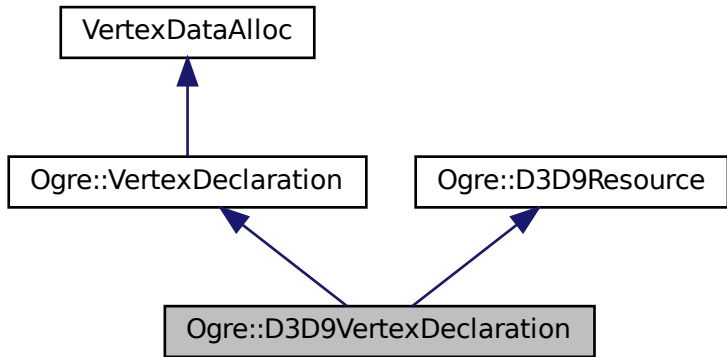 VertexDataAlloc
Ogre::VertexDeclaration
Ogre::D3D9Resource
Ogre::D3D9VertexDeclaration